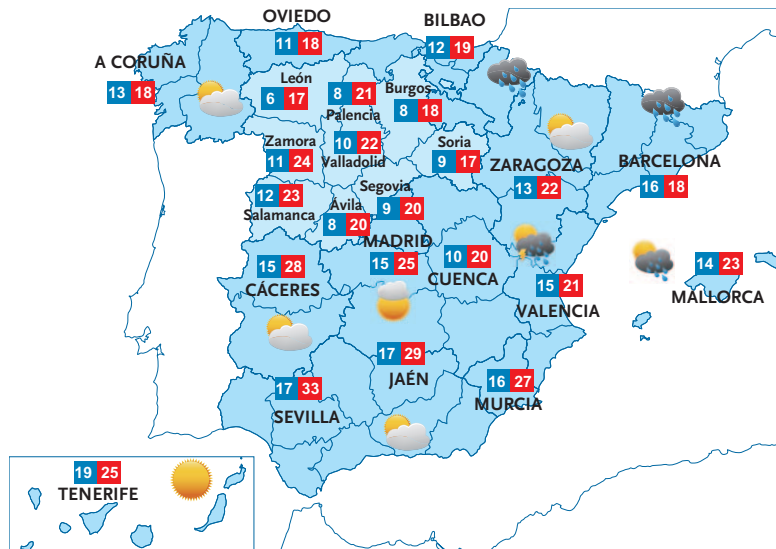 OVIEDO
11 18
BILBAO
12 19
A CORUÑA
13 18
León
6 17
8 21
Palencia
Burgos
8 18
10 22
Valladolid
Zamora
11 24
Soria
9 17
ZARAGOZA
13 22
BARCELONA
16 18
12 23
Salamanca
Segovia
9 20
Ávila
8 20
MADRID
15 25
10 20
CUENCA
15 28
CÁCERES
15 21
VALENCIA
14 23
MALLORCA
17 29
JAÉN
16 27
MURCIA
17 33
SEVILLA
19 25
TENERIFE